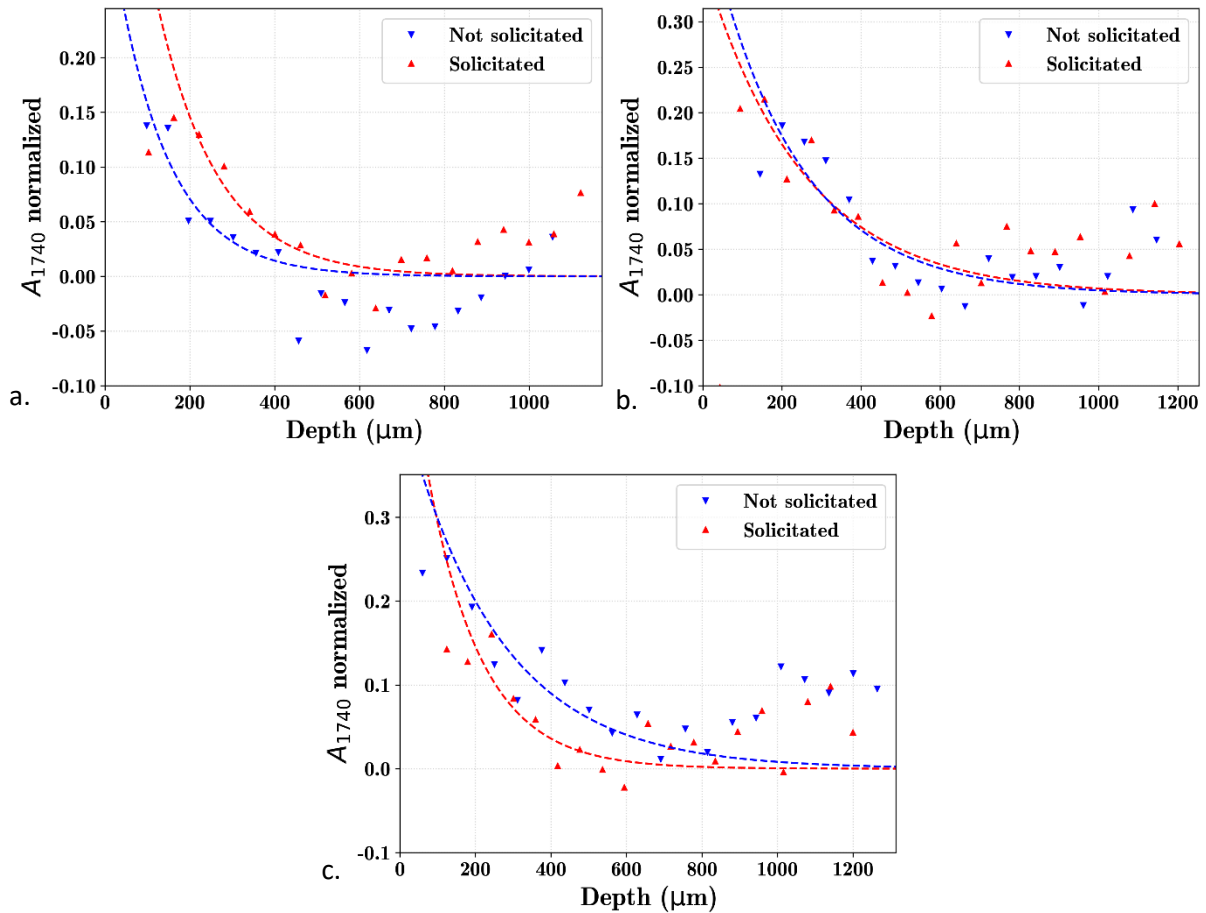 Not solicitated
Solicitated
0.20
0.15
0.10
0.05
0.00
-0.05
-0.10
A1740 normalized
0 200 400 600 800 1000
Depth (μm)
a.
Not solicitated
Solicitated
0.30
0.25
0.20
0.15
0.10
0.05
0.00
-0.05
-0.10
A1740 normalized
0 200 400 600 800 1000 1200
Depth (μm)
b.
Not solicitated
Solicitated
0.3
0.2
0.1
0.0
-0.1
A1740 normalized
0 200 400 600 800 1000 1200
Depth (μm)
c.